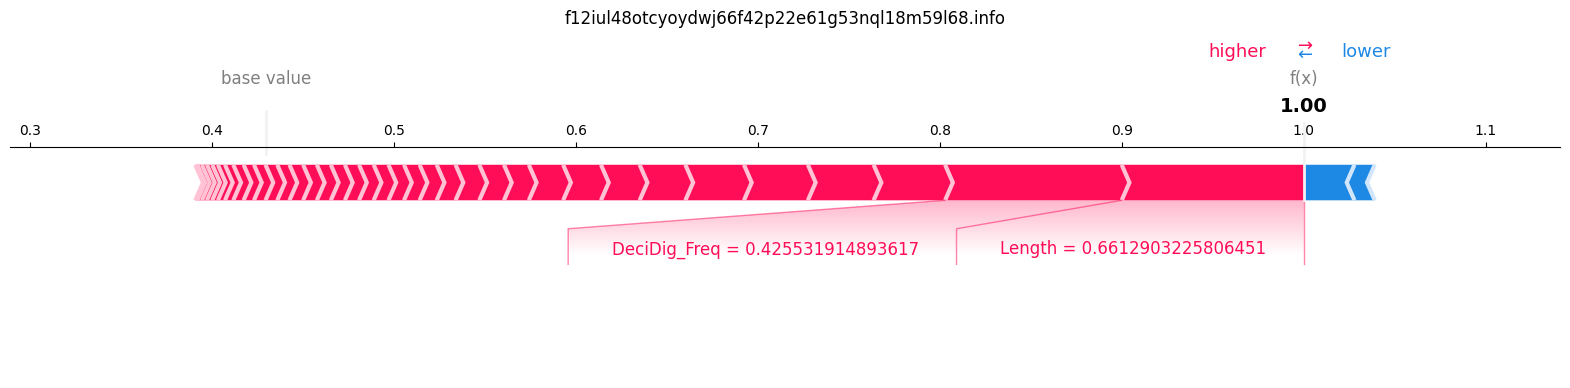 f12iul48otcyoydwj66f42p22e61g53nql18m59l68.info
higher ⇄ lower
base value f(x)
1.00
0.3 0.4 0.5 0.6 0.7 0.8 0.9 1.0 1.1
DeciDig_Freq = 0.425531914893617 Length = 0.6612903225806451